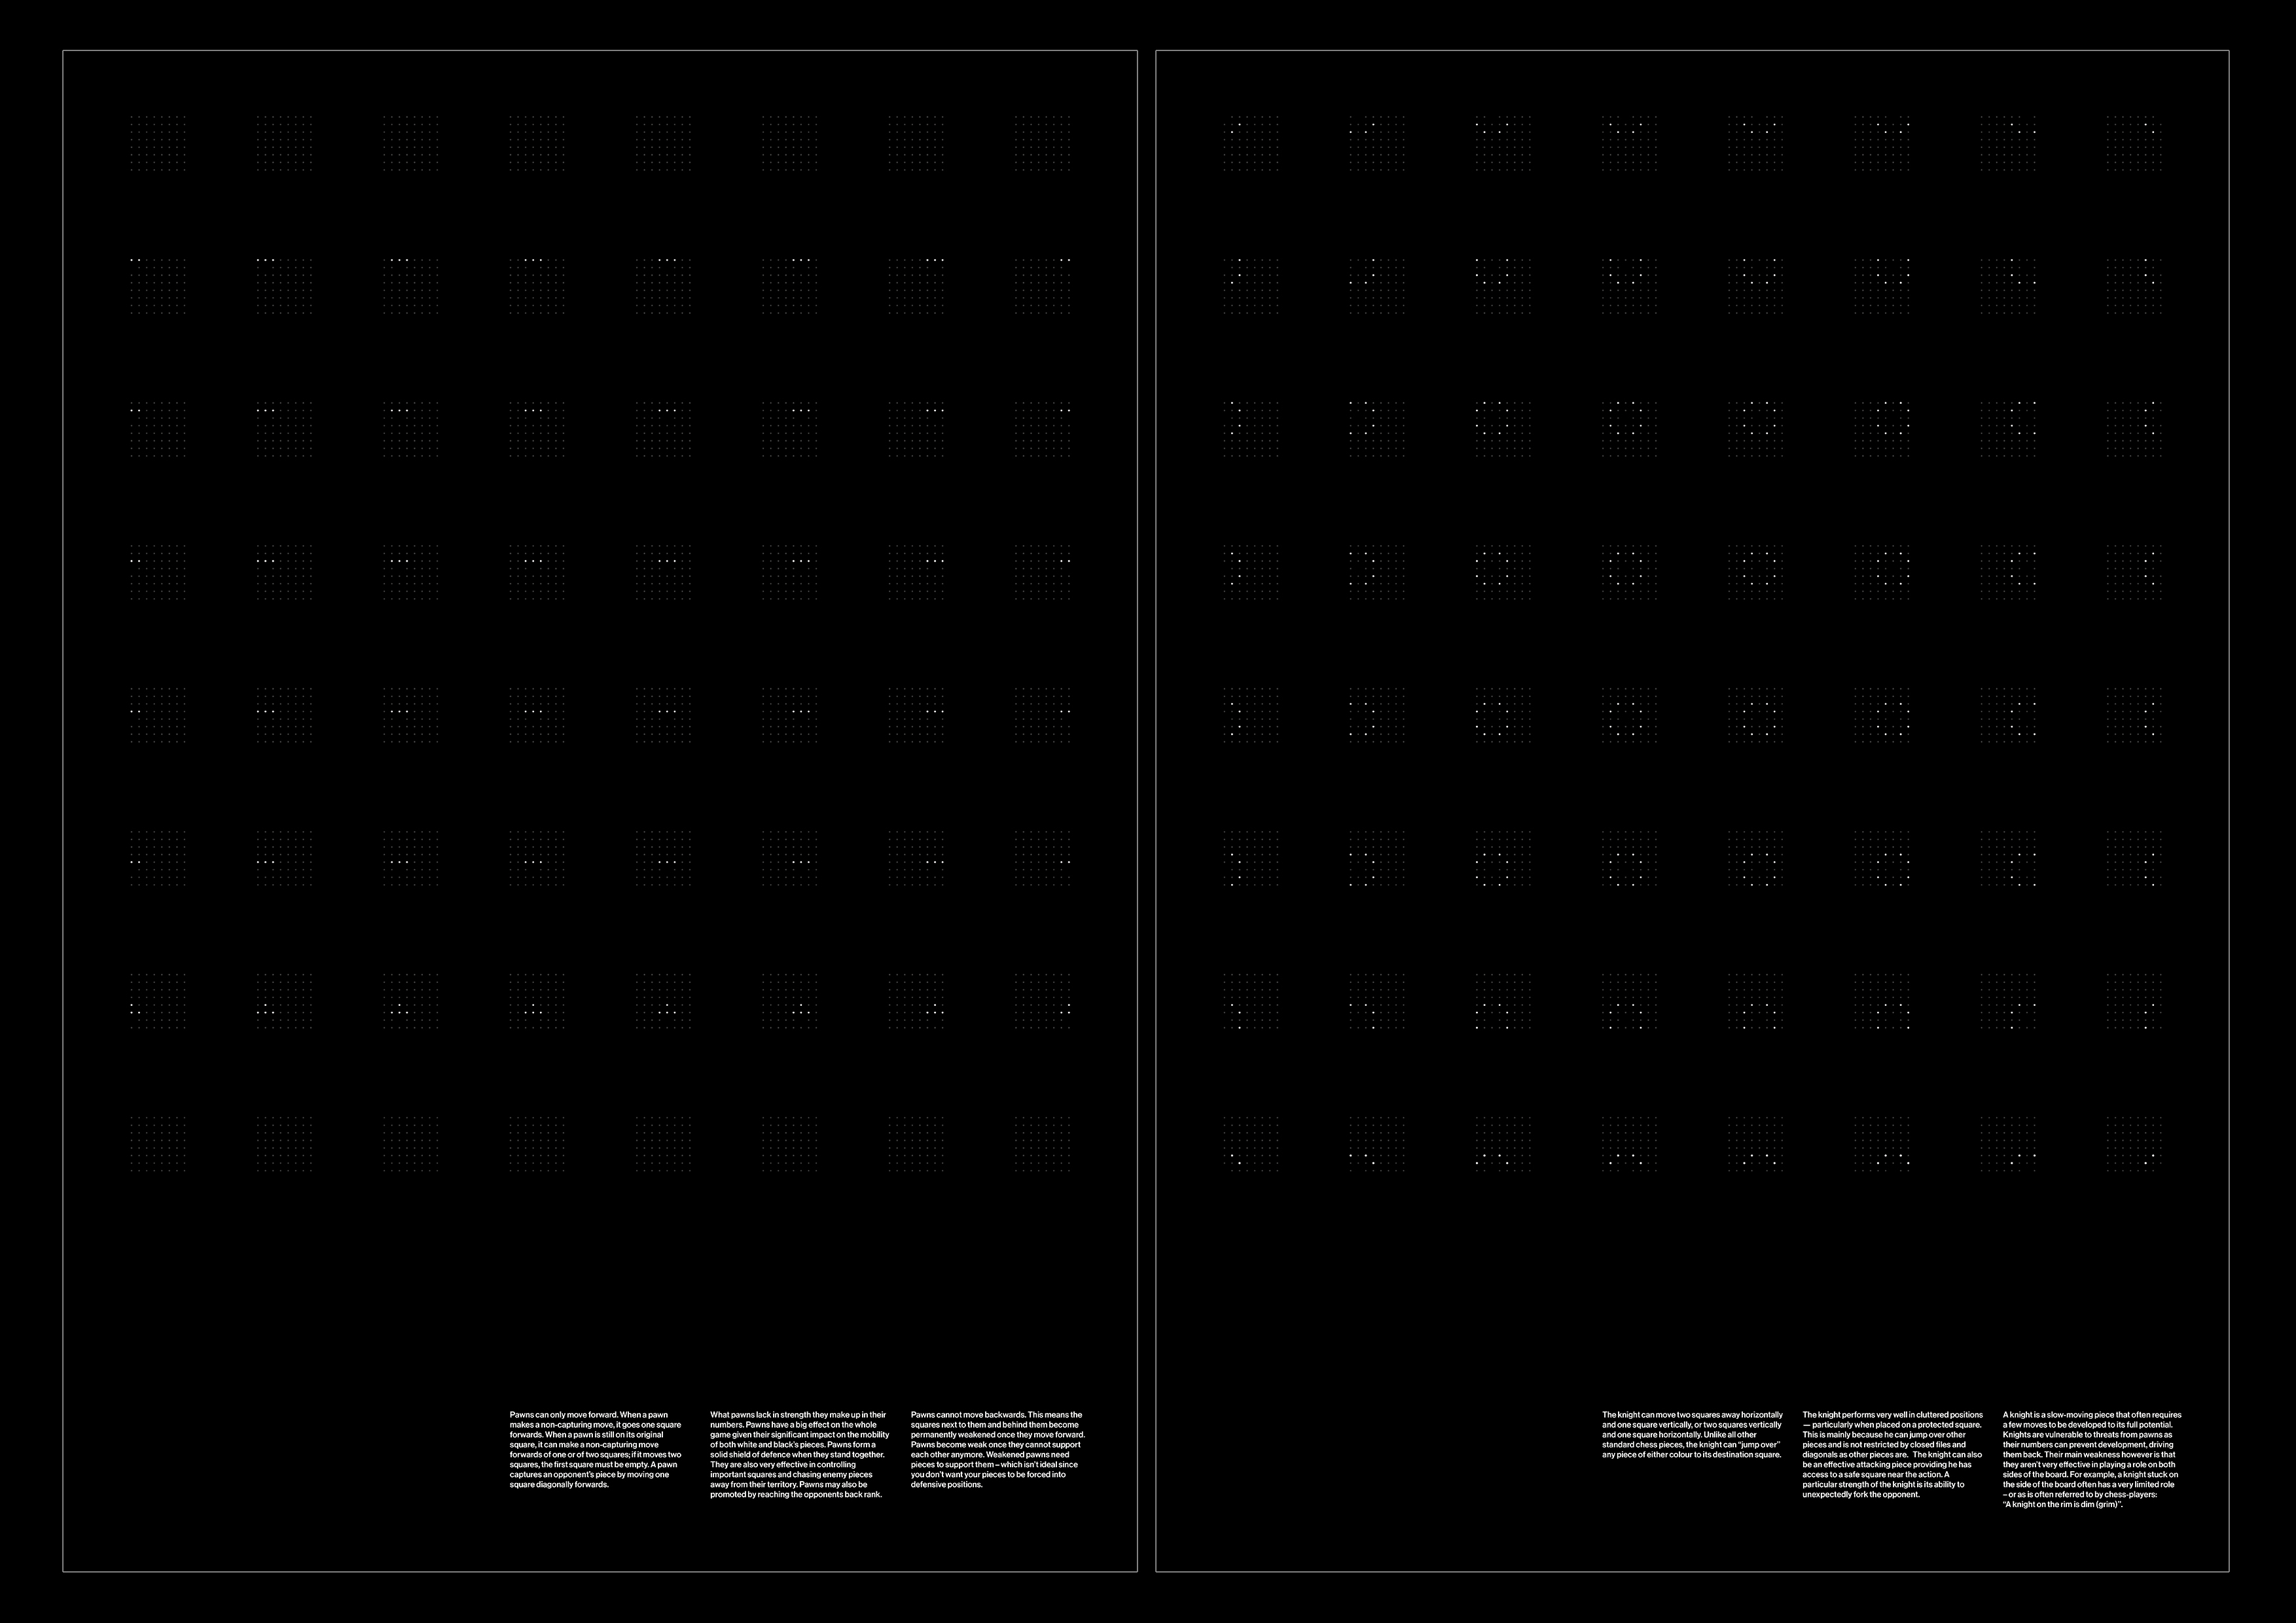 Pawns can only move forward. When a pawn
makes a non-capturing move, it goes one square
forwards. When a pawn is still on its original
square, it can make a non-capturing move
forwards of one or of two squares; if it moves two
squares, the first square must be empty. A pawn
captures an opponent's piece by moving one
square diagonally forwards.
What pawns lack in strength they make up in their
numbers. Pawns have a big effect on the whole
game given their significant impact on the mobility
of both white and black's pieces. Pawns form a
solid shield of defence when they stand together.
They are also very effective in controlling
important squares and chasing enemy pieces
away from their territory. Pawns may also be
promoted by reaching the opponents back rank.
Pawns cannot move backwards. This means the
squares next to them and behind them become
permanently weakened once they move forward.
Pawns become weak once they cannot support
each other anymore. Weakened pawns need
pieces to support them – which isn't ideal since
you don't want your pieces to be forced into
defensive positions.
The knight can move two squares away horizontally
and one square vertically, or two squares vertically
and one square horizontally. Unlike all other
standard chess pieces, the knight can "jump over"
any piece of either colour to its destination square.
The knight performs very well in cluttered positions
— particularly when placed on a protected square.
This is mainly because he can jump over other
pieces and is not restricted by closed files and
diagonals as other pieces are. The knight can also
be an effective attacking piece providing he has
access to a safe square near the action. A
particular strength of the knight is its ability to
unexpectedly fork the opponent.
A knight is a slow-moving piece that often requires
a few moves to be developed to its full potential.
Knights are vulnerable to threats from pawns as
their numbers can prevent development, driving
them back. Their main weakness however is that
they aren't very effective in playing a role on both
sides of the board. For example, a knight stuck on
the side of the board often has a very limited role
– or as is often referred to by chess-players:
"A knight on the rim is dim (grim)".